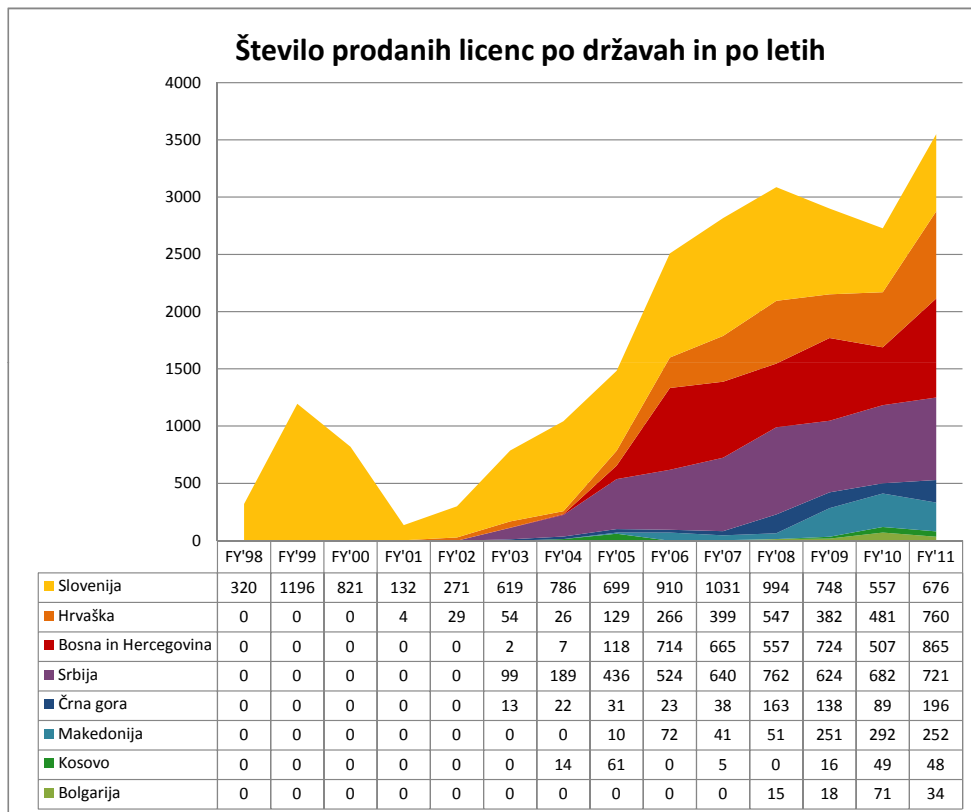 Število prodanih licenc po državah in po letih
4000
3500
3000
2500
2000
1500
1000
500
0
FY'98 FY'99 FY'00 FY'01 FY'02 FY'03 FY'04 FY'05 FY'06 FY'07 FY'08 FY'09 FY'10 FY'11
Slovenija 320 1196 821 132 271 619 786 699 910 1031 994 748 557 676
Hrvaška 0 0 0 4 29 54 26 129 266 399 547 382 481 760
Bosna in Hercegovina 0 0 0 0 0 2 7 118 714 665 557 724 507 865
Srbija 0 0 0 0 0 99 189 436 524 640 762 624 682 721
Črna gora 0 0 0 0 0 13 22 31 23 38 163 138 89 196
Makedonija 0 0 0 0 0 0 0 10 72 41 51 251 292 252
Kosovo 0 0 0 0 0 0 14 61 0 5 0 16 49 48
Bolgarija 0 0 0 0 0 0 0 0 0 0 15 18 71 34